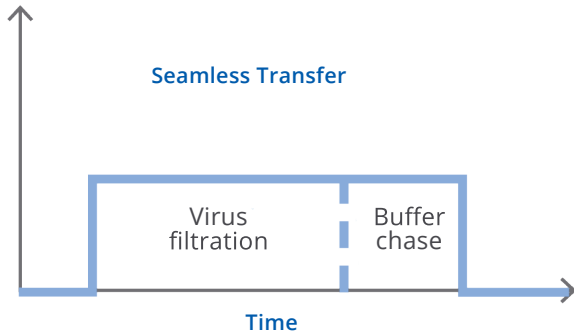 Seamless Transfer
Virus
filtration
Buffer
chase
Time